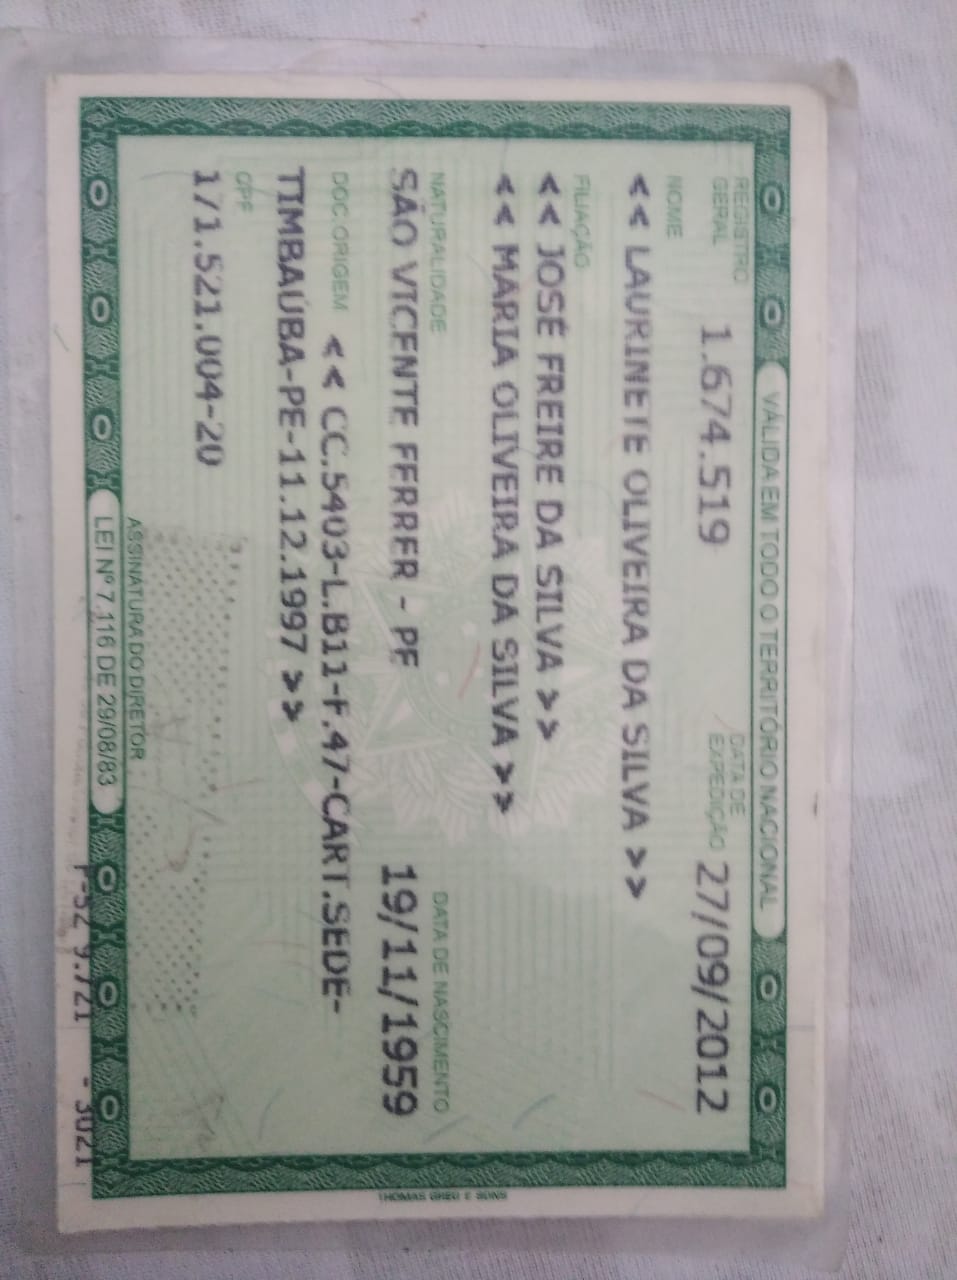 VÁLIDA EM TODO O TERRITÓRIO NACIONAL
REGISTRO GERAL 1.674.519 DATA DE EXPEDIÇÃO 27/09/2012
NOME
<< LAURINETE OLIVEIRA DA SILVA >>
FILIAÇÃO
<< JOSÉ FREIRE DA SILVA >>
<< MARIA OLIVEIRA DA SILVA >>
NATURALIDADE DATA DE NASCIMENTO
SÃO VICENTE FERRER - PE 19/11/1959
DOC ORIGEM << CC.5403-L.B11-F.47-CART.SEDE-
TIMBAÚBA-PE-11.12.1997 >>
CPF
171.521.004-20
ASSINATURA DO DIRETOR
LEI Nº 7.116 DE 29/08/83
9.721 - 3021
THOMAS GREG E SONS